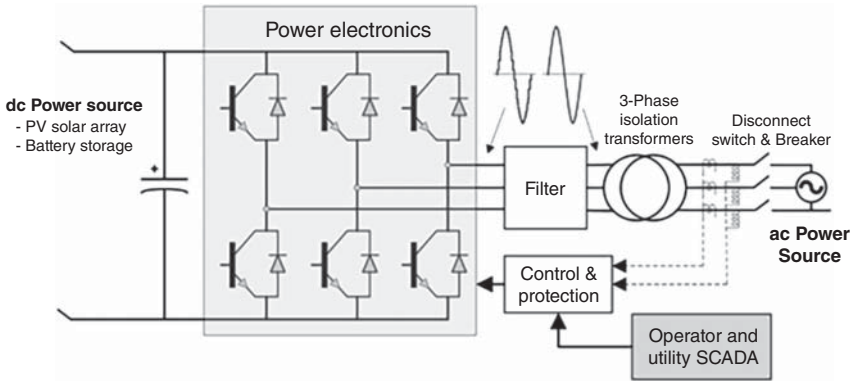 Power electronics
dc Power source
- PV solar array
- Battery storage
3-Phase
isolation
transformers
Disconnect
switch & Breaker
Filter
ac Power
Source
Control &
protection
Operator and
utility SCADA